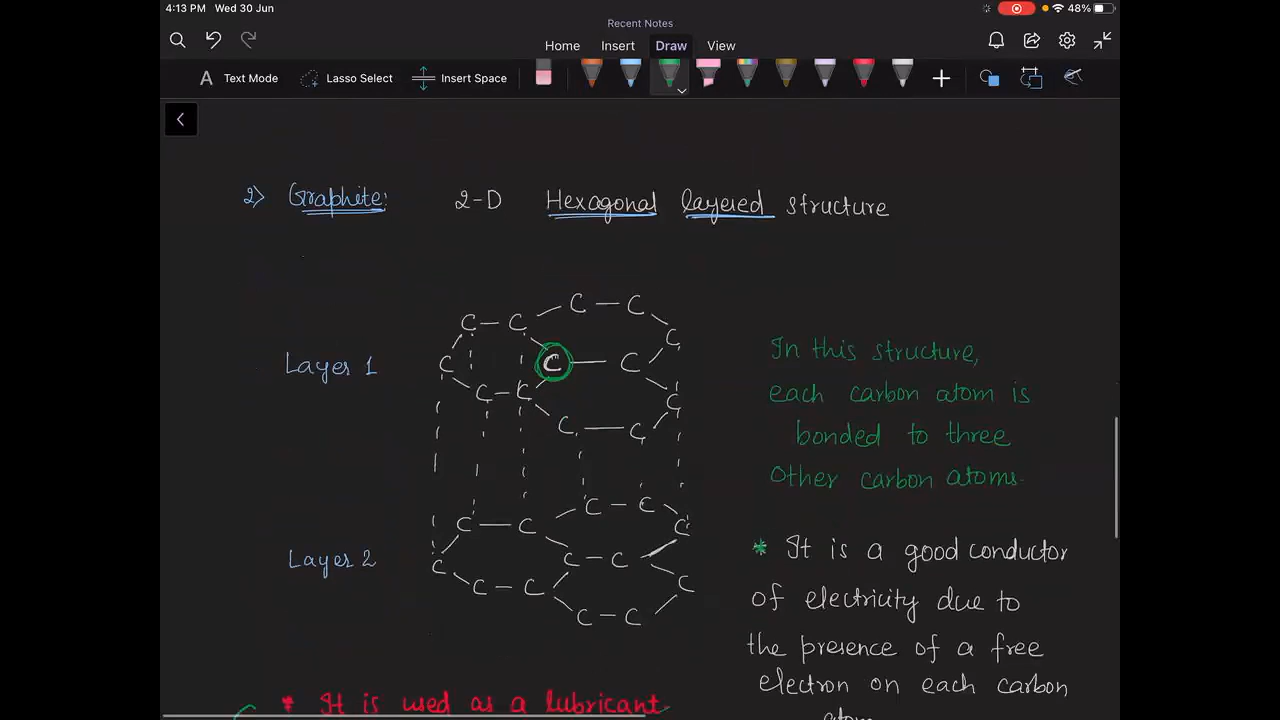 4:13 PM Wed 30 Jun
48%
Recent Notes
Home Insert Draw View
Text Mode Lasso Select Insert Space
2) Graphite: 2-D Hexagonal layered structure
C — C
C — C
C
Layer 1 C C — C
C — C C
C — C
In this structure,
each carbon atom is
bonded to three
other carbon atoms.
C — C
C — C C
Layer 2 C C — C
C — C C
C — C
* It is a good conductor
of electricity due to
the presence of a free
electron on each carbon
atom
* It is used as a lubricant